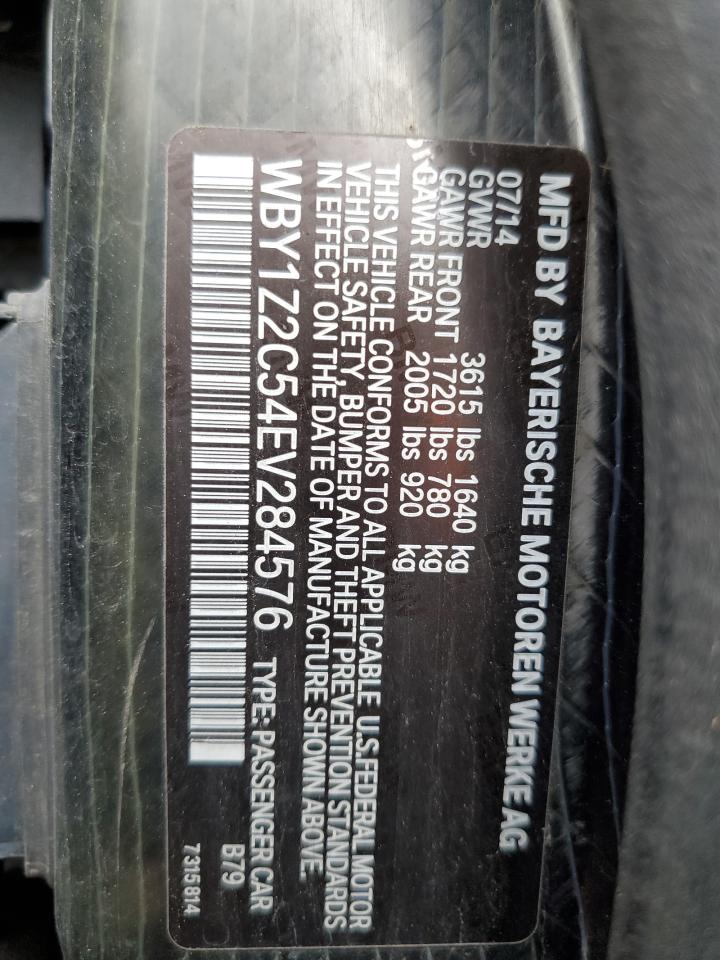 MFD BY BAYERISCHE MOTOREN WERKE AG
07/14
GVWR 3615 lbs 1640 kg
GAWR FRONT 1720 lbs 780 kg
GAWR REAR 2005 lbs 920 kg
THIS VEHICLE CONFORMS TO ALL APPLICABLE U.S.FEDERAL MOTOR
VEHICLE SAFETY, BUMPER AND THEFT PREVENTION STANDARDS
IN EFFECT ON THE DATE OF MANUFACTURE SHOWN ABOVE.
WBY1Z2C54EV284576 TYPE: PASSENGER CAR
B79
7315814